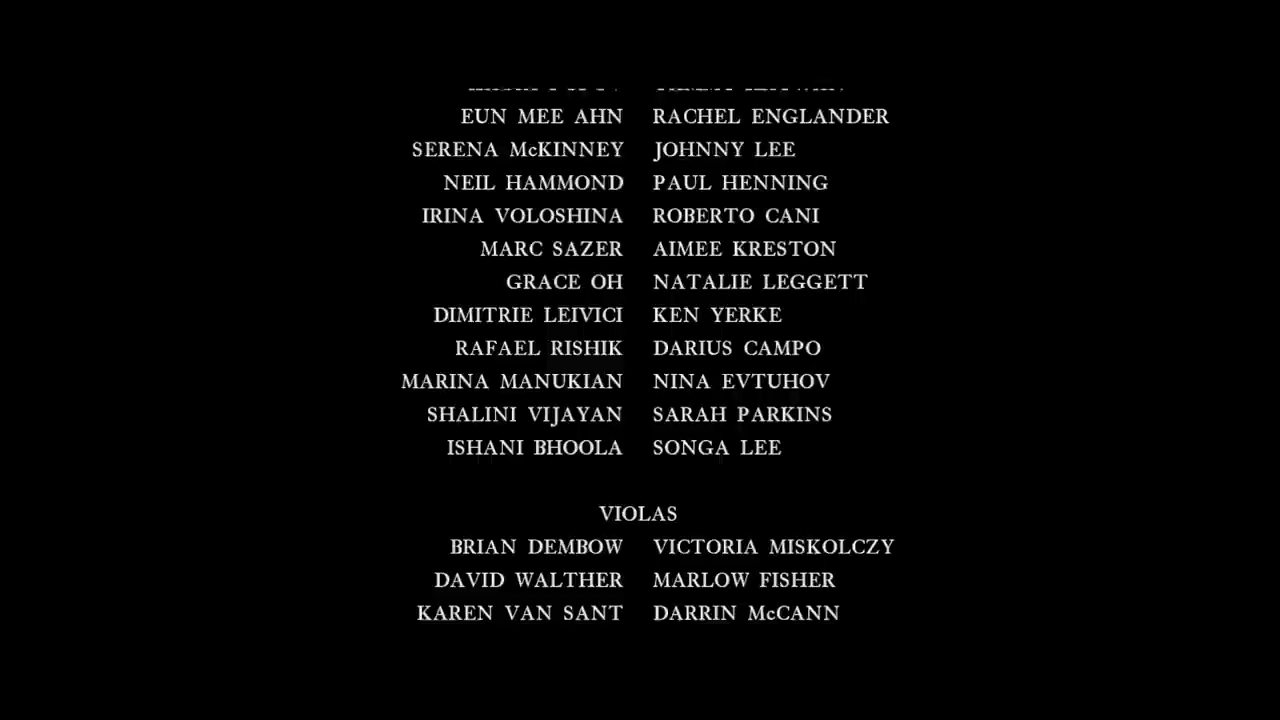 EUN MEE AHN RACHEL ENGLANDER
SERENA McKINNEY JOHNNY LEE
NEIL HAMMOND PAUL HENNING
IRINA VOLOSHINA ROBERTO CANI
MARC SAZER AIMEE KRESTON
GRACE OH NATALIE LEGGETT
DIMITRIE LEIVICI KEN YERKE
RAFAEL RISHIK DARIUS CAMPO
MARINA MANUKIAN NINA EVTUHOV
SHALINI VIJAYAN SARAH PARKINS
ISHANI BHOOLA SONGA LEE
VIOLAS
BRIAN DEMBOW VICTORIA MISKOLCZY
DAVID WALTHER MARLOW FISHER
KAREN VAN SANT DARRIN McCANN